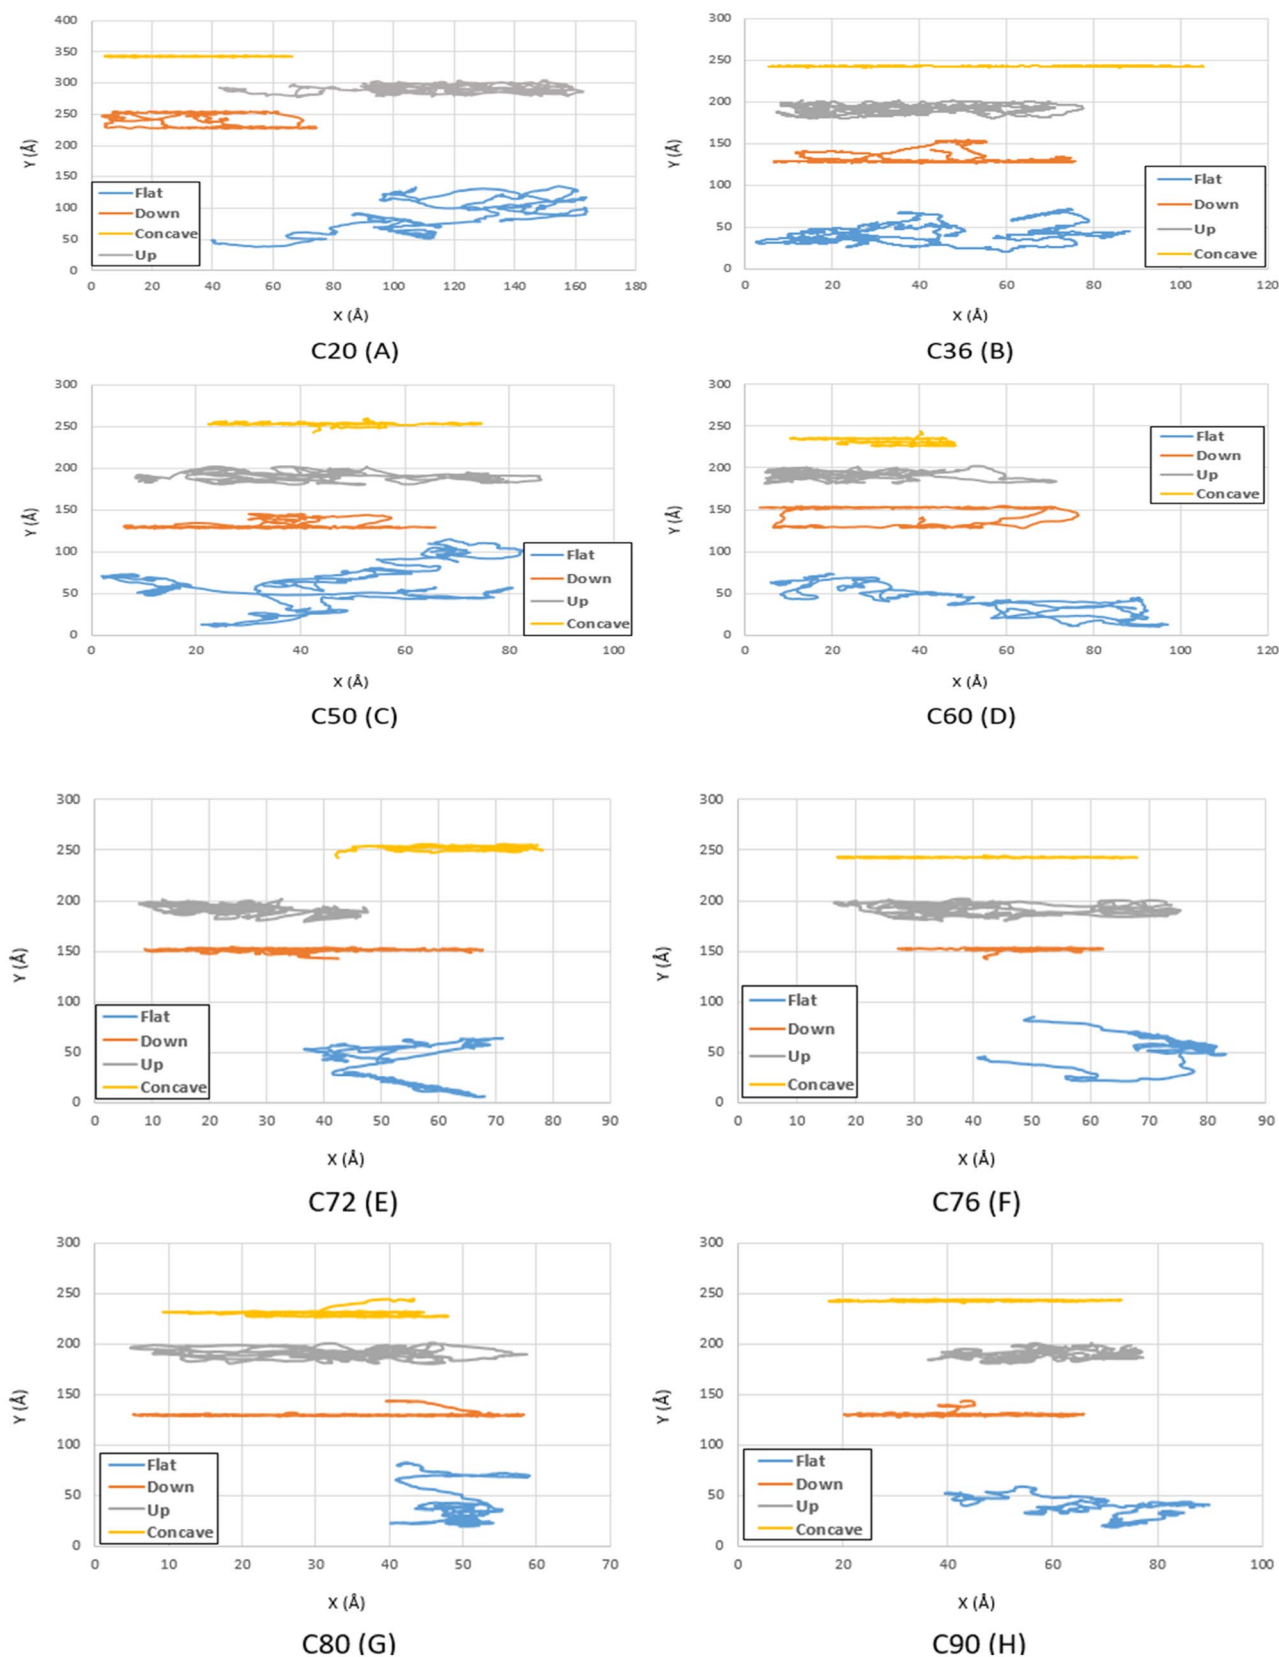 400
350
300
250
200
150
100
50
0
Y (Å)
Flat
Down
Concave
Up
0 20 40 60 80 100 120 140 160 180
X (Å)
C20 (A)
300
250
200
150
100
50
0
Y (Å)
Flat
Down
Up
Concave
0 20 40 60 80 100 120
X (Å)
C36 (B)
300
250
200
150
100
50
0
Y (Å)
Flat
Down
Up
Concave
0 20 40 60 80 100
X (Å)
C50 (C)
300
250
200
150
100
50
0
Y (Å)
Flat
Down
Up
Concave
0 20 40 60 80 100 120
X (Å)
C60 (D)
300
250
200
150
100
50
0
Y (Å)
Flat
Down
Up
Concave
0 10 20 30 40 50 60 70 80 90
X (Å)
C72 (E)
300
250
200
150
100
50
0
Y (Å)
Flat
Down
Up
Concave
0 10 20 30 40 50 60 70 80 90
X (Å)
C76 (F)
300
250
200
150
100
50
0
Y (Å)
Flat
Down
Up
Concave
0 10 20 30 40 50 60 70
X (Å)
C80 (G)
300
250
200
150
100
50
0
Y (Å)
Flat
Down
Up
Concave
0 20 40 60 80 100
X (Å)
C90 (H)